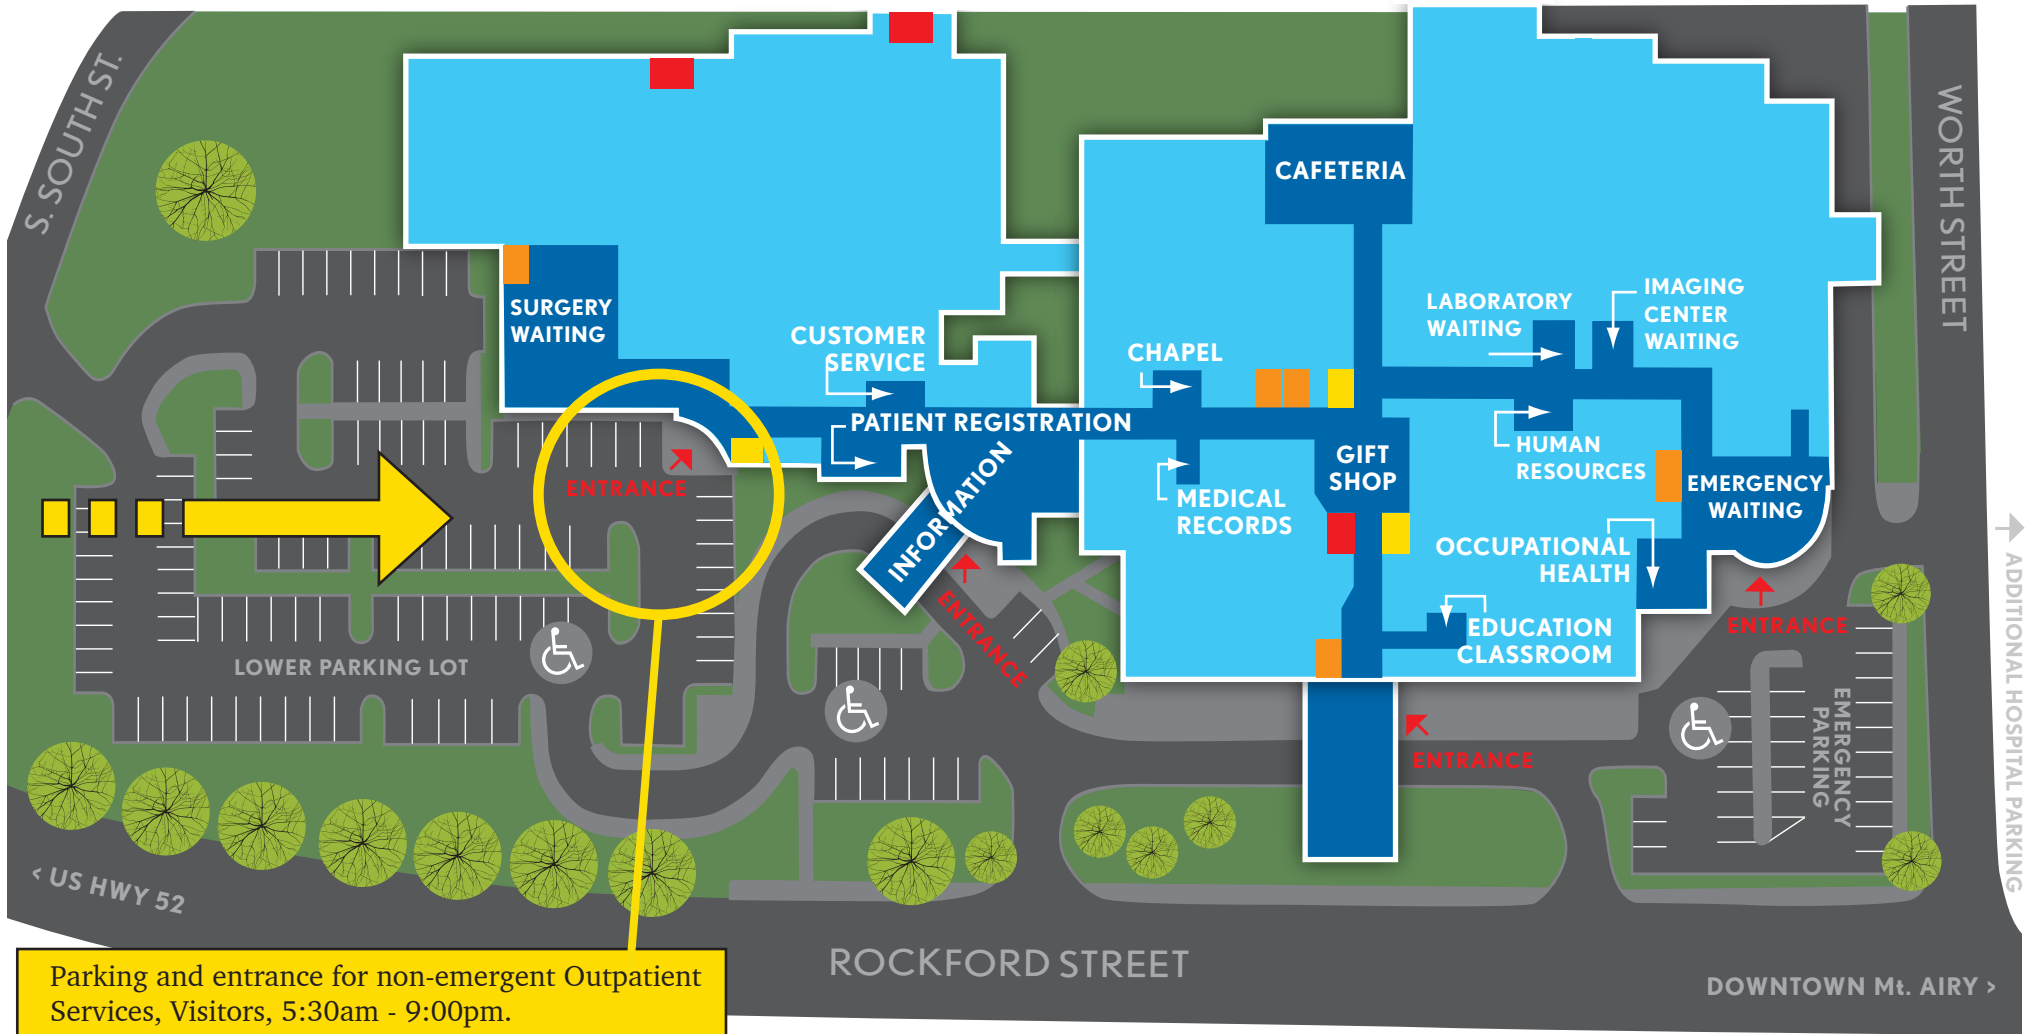 S. SOUTH ST.
WORTH STREET
CAFETERIA
SURGERY
WAITING
CUSTOMER
SERVICE
PATIENT REGISTRATION
CHAPEL
LABORATORY
WAITING
IMAGING
CENTER
WAITING
HUMAN
RESOURCES
GIFT
SHOP
MEDICAL
RECORDS
EMERGENCY
WAITING
INFORMATION
OCCUPATIONAL
HEALTH
EDUCATION
CLASSROOM
ENTRANCE
ENTRANCE
ENTRANCE
ENTRANCE
LOWER PARKING LOT
EMERGENCY
PARKING
ADDITIONAL HOSPITAL PARKING
< US HWY 52
ROCKFORD STREET
DOWNTOWN Mt. AIRY >
Parking and entrance for non-emergent Outpatient
Services, Visitors, 5:30am - 9:00pm.